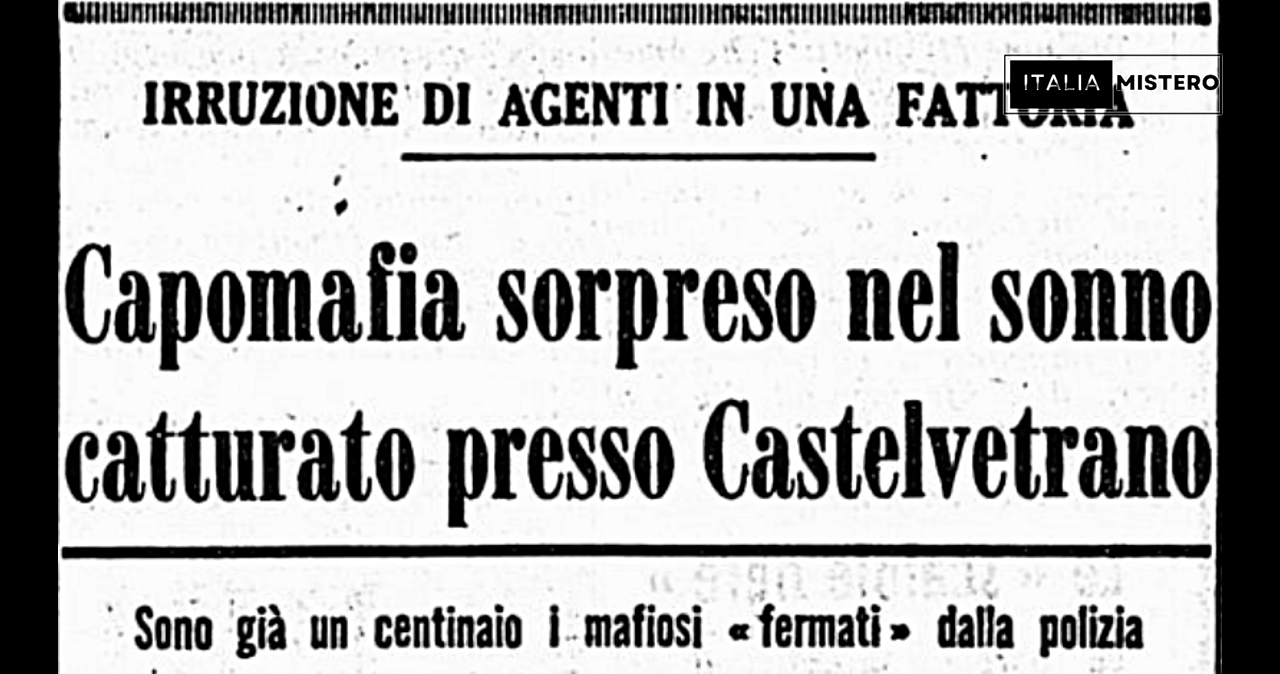 ITALIA MISTERO
IRRUZIONE DI AGENTI IN UNA FATTORIA
Capomafia sorpreso nel sonno
catturato presso Castelvetrano
Sono già un centinaio i mafiosi « fermati » dalla polizia